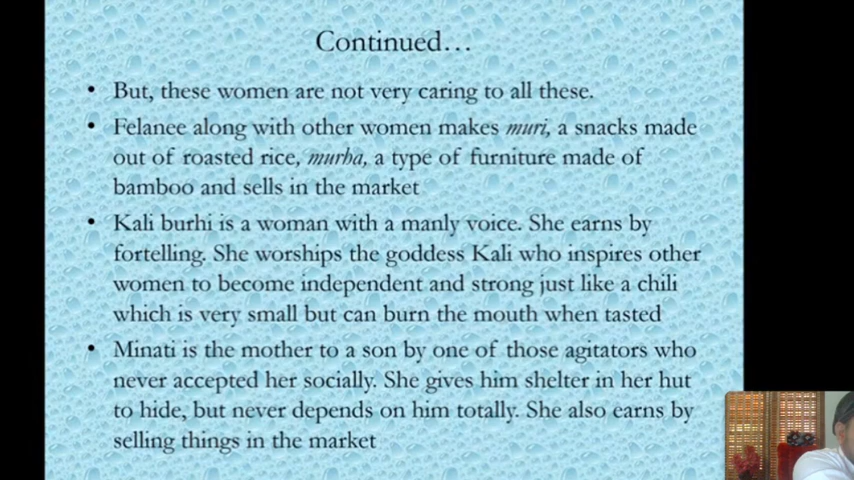 Continued…
• But, these women are not very caring to all these.
• Felanee along with other women makes muri, a snacks made
out of roasted rice, murha, a type of furniture made of
bamboo and sells in the market
• Kali burhi is a woman with a manly voice. She earns by
fortelling. She worships the goddess Kali who inspires other
women to become independent and strong just like a chili
which is very small but can burn the mouth when tasted
• Minati is the mother to a son by one of those agitators who
never accepted her socially. She gives him shelter in her hut
to hide, but never depends on him totally. She also earns by
selling things in the market